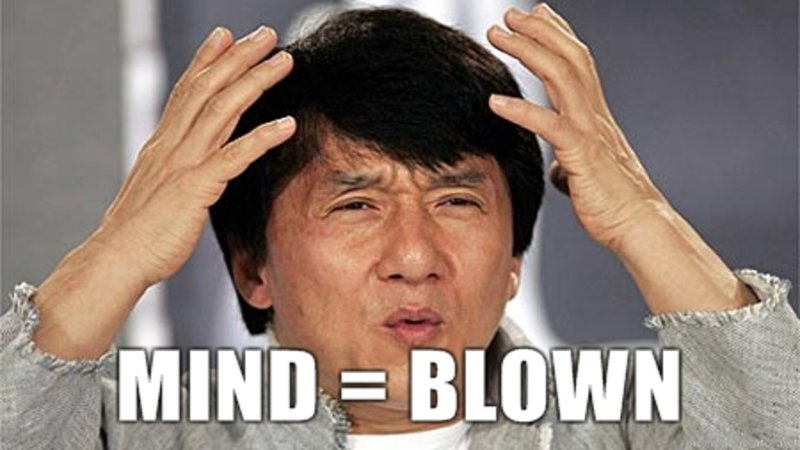 MIND = BLOWN